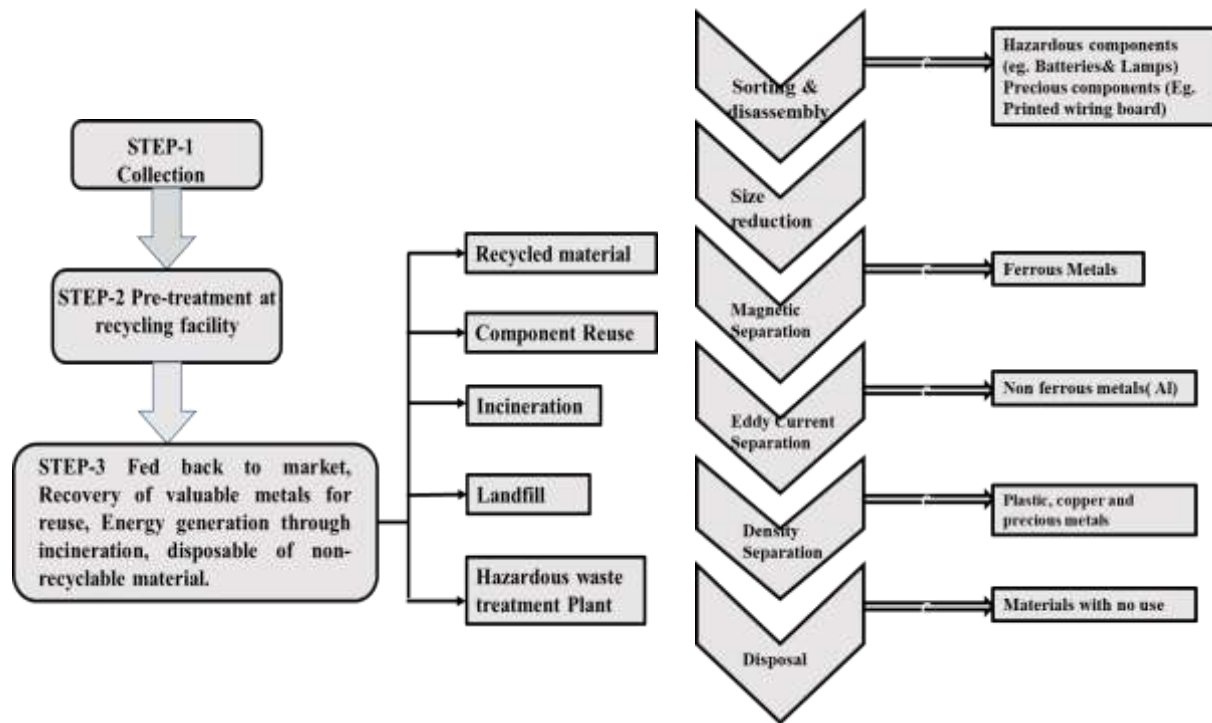 STEP-1
Collection
STEP-2 Pre-treatment at
recycling facility
STEP-3 Fed back to market,
Recovery of valuable metals for
reuse, Energy generation through
incineration, disposable of non-
recyclable material.
Recycled material
Component Reuse
Incineration
Landfill
Hazardous waste
treatment Plant
Sorting &
disassembly
Hazardous components
(eg. Batteries& Lamps)
Precious components (Eg.
Printed wiring board)
Size
reduction
Magnetic
Separation
Ferrous Metals
Eddy Current
Separation
Non ferrous metals( Al)
Density
Separation
Plastic, copper and
precious metals
Disposal
Materials with no use